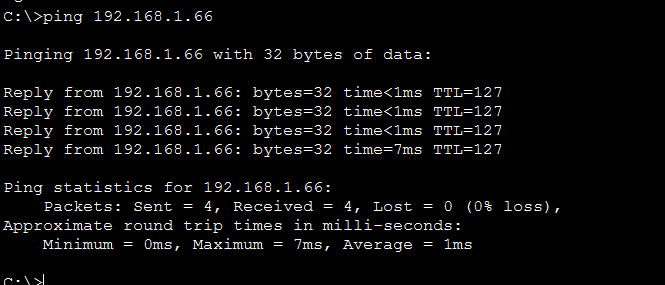 C:\>ping 192.168.1.66
Pinging 192.168.1.66 with 32 bytes of data:
Reply from 192.168.1.66: bytes=32 time<1ms TTL=127
Reply from 192.168.1.66: bytes=32 time<1ms TTL=127
Reply from 192.168.1.66: bytes=32 time<1ms TTL=127
Reply from 192.168.1.66: bytes=32 time=7ms TTL=127
Ping statistics for 192.168.1.66:
Packets: Sent = 4, Received = 4, Lost = 0 (0% loss),
Approximate round trip times in milli-seconds:
Minimum = 0ms, Maximum = 7ms, Average = 1ms
C:\>